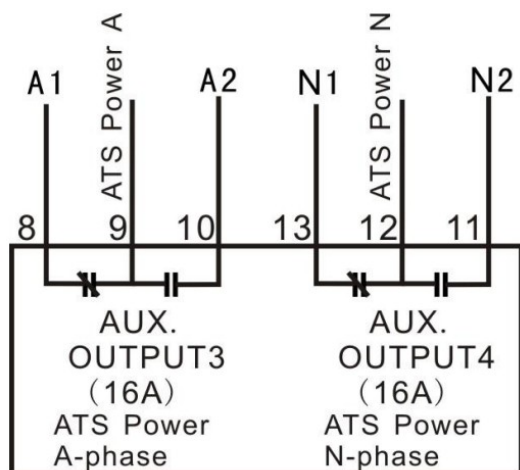 A1
ATS Power A
A2
N1
ATS Power N
N2
8
9
10
13
12
11
AUX.
OUTPUT3
(16A)
ATS Power
A-phase
AUX.
OUTPUT4
(16A)
ATS Power
N-phase